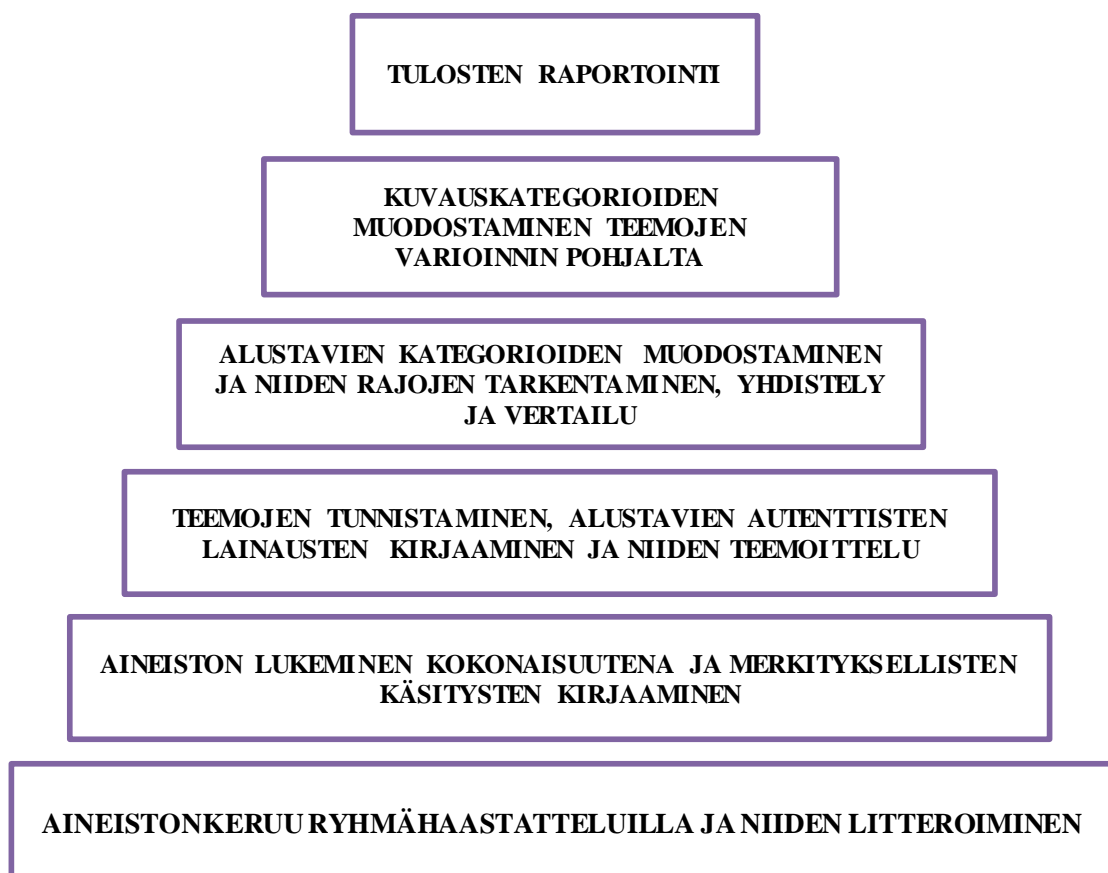 TULOSTEN RAPORTOINTI
KUVAUSKATEGORIOIDEN
MUODOSTAMINEN TEEMOJEN
VARIOINNIN POHJALTA
ALUSTAVIEN KATEGORIOIDEN MUODOSTAMINEN
JA NIIDEN RAJOJEN TARKENTAMINEN, YHDISTELY
JA VERTAILU
TEEMOJEN TUNNISTAMINEN, ALUSTAVIEN AUTENTTISTEN
LAINAUSTEN KIRJAAMINEN JA NIIDEN TEEMOITTELU
AINEISTON LUKEMINEN KOKONAISUUTENA JA MERKITYKSELLISTEN
KÄSITYSTEN KIRJAAMINEN
AINEISTONKERUU RYHMÄHAASTATTELUILLA JA NIIDEN LITTEROIMINEN